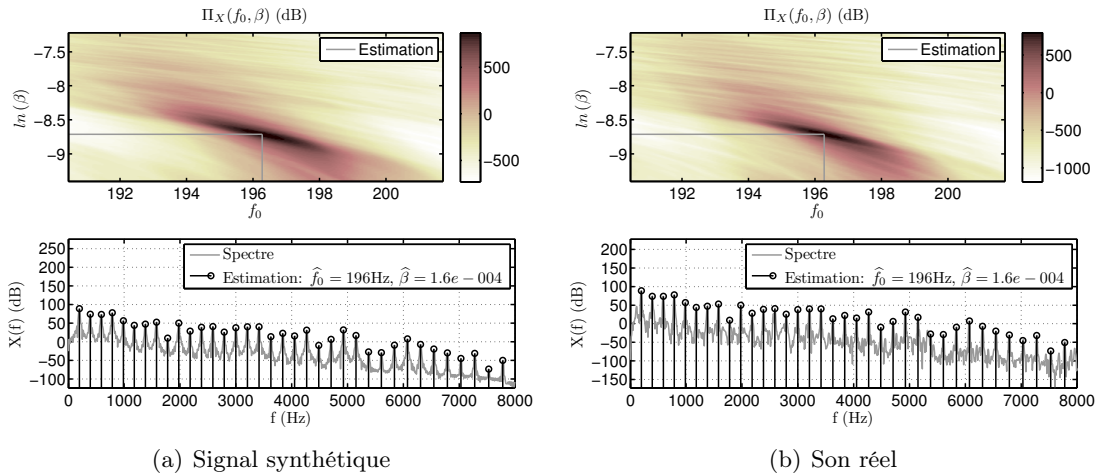 Π_X(f_0, β) (dB)
Estimation
ln (β)
−7.5
−8
−8.5
−9
192 194 196 198 200
f_0
500
0
−500
Spectre
Estimation: f̂_0 = 196Hz, β̂ = 1.6e − 004
X(f) (dB)
250
200
150
100
50
0
−50
−100
0 1000 2000 3000 4000 5000 6000 7000 8000
f (Hz)
(a) Signal synthétique
Π_X(f_0, β) (dB)
Estimation
ln (β)
−7.5
−8
−8.5
−9
192 194 196 198 200
f_0
500
0
−500
−1000
Spectre
Estimation: f̂_0 = 196Hz, β̂ = 1.6e − 004
X(f) (dB)
200
150
100
50
0
−50
−100
−150
0 1000 2000 3000 4000 5000 6000 7000 8000
f (Hz)
(b) Son réel